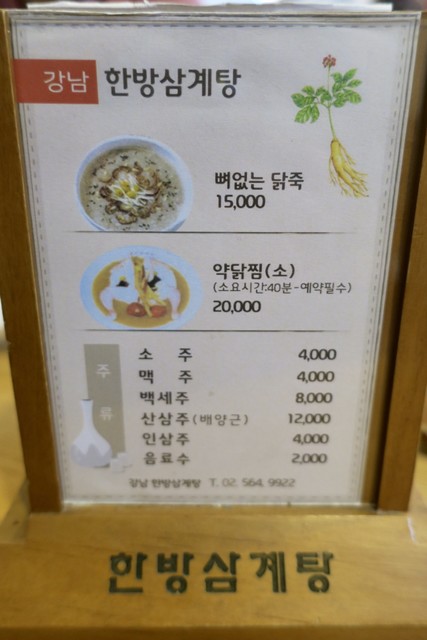 강남 한방삼계탕
뼈없는 닭죽
15,000
약닭찜(소)
(소요시간:40분-예약필수)
20,000
주류
소 주 4,000
맥 주 4,000
백세주 8,000
산삼주(배양근) 12,000
인삼주 4,000
음료수 2,000
강남 한방삼계탕 T. 02. 564. 9922
한방삼계탕